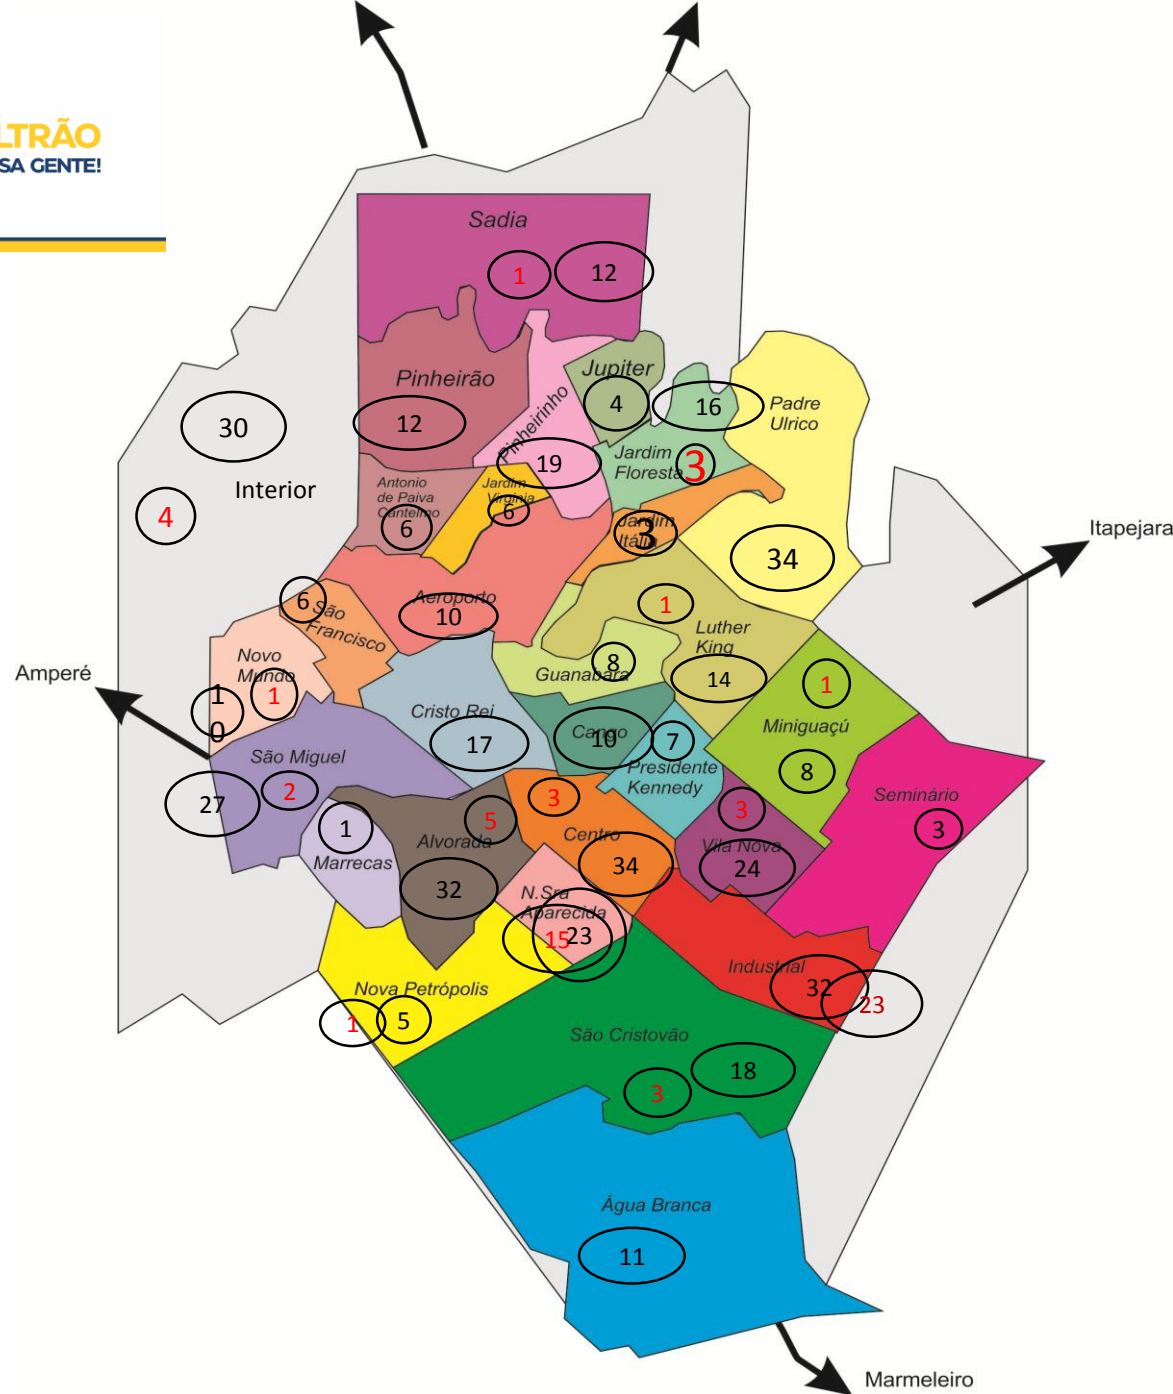 LTRÃO
SA GENTE!
Sadia
1
12
Pinheirão
12
Pinheirinho
19
Jupiter
4
16
Jardim
Floresta
3
Padre
Ulrico
34
30
Interior
4
Antonio
de Paiva
Cantelmo
6
Jardim
Virginia
6
Jardim
Itália
3
Itapejara
6
São
Francisco
Aeroporto
10
1
Luther
King
14
Guanabara
8
Novo
Mundo
1
1
0
Amperé
Cristo Rei
17
Cango
10
7
Presidente
Kennedy
1
Miniguaçú
8
São Miguel
2
27
1
Marrecas
5
Alvorada
32
3
Centro
34
3
Vila Nova
24
Seminário
3
N.Sra
Aparecida
15
23
Nova Petrópolis
1
5
Industrial
32
23
São Cristovão
18
3
Água Branca
11
Marmeleiro